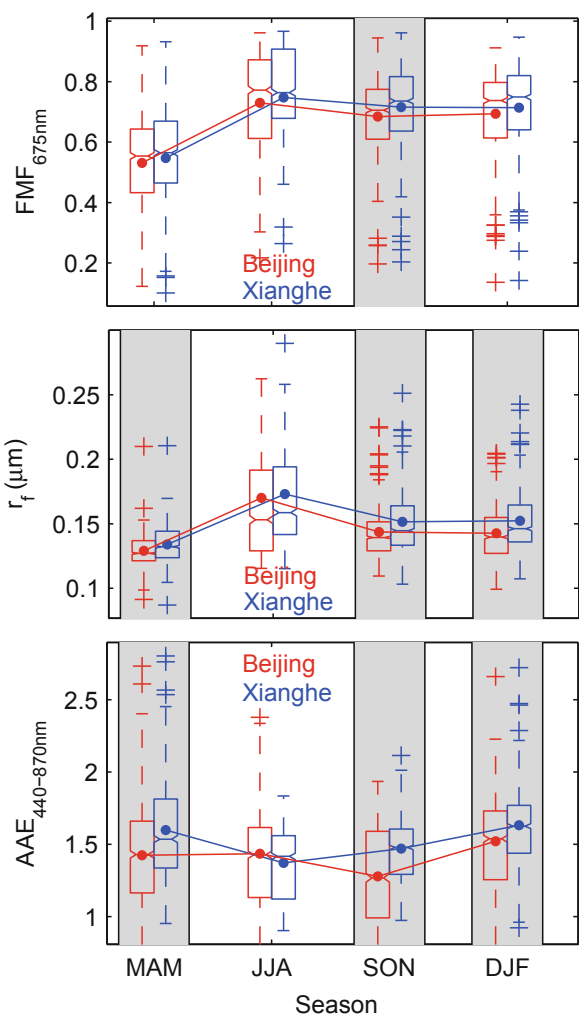 1
0.8
0.6
0.4
0.2
FMF675nm
Beijing
Xianghe
0.25
0.2
0.15
0.1
rf (μm)
Beijing
Xianghe
2.5
2
1.5
1
AAE440−870nm
Beijing
Xianghe
MAM JJA SON DJF
Season